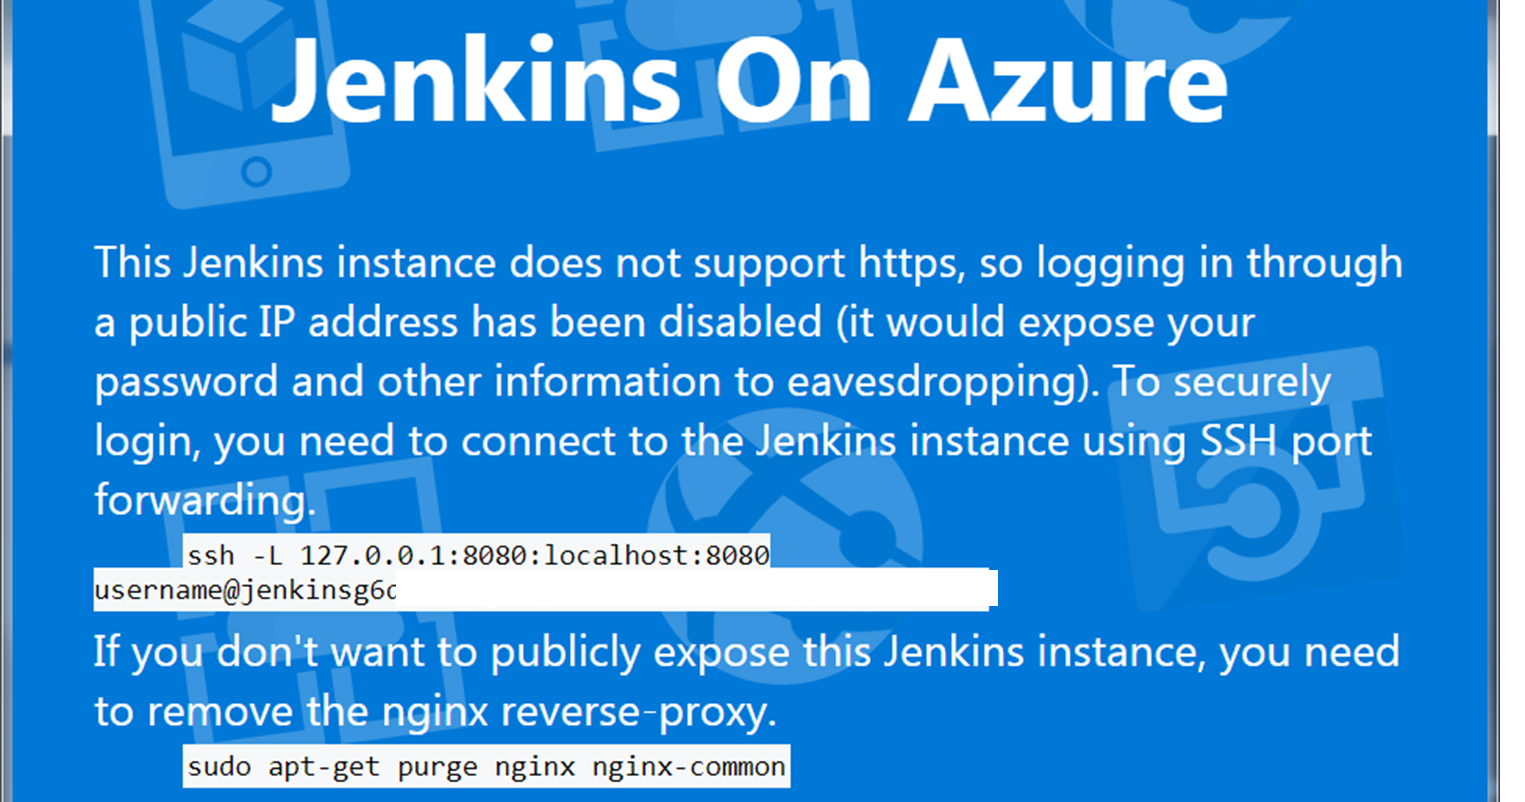 Jenkins On Azure
This Jenkins instance does not support https, so logging in through
a public IP address has been disabled (it would expose your
password and other information to eavesdropping). To securely
login, you need to connect to the Jenkins instance using SSH port
forwarding.
ssh -L 127.0.0.1:8080:localhost:8080
username@jenkinsg6
If you don't want to publicly expose this Jenkins instance, you need
to remove the nginx reverse-proxy.
sudo apt-get purge nginx nginx-common